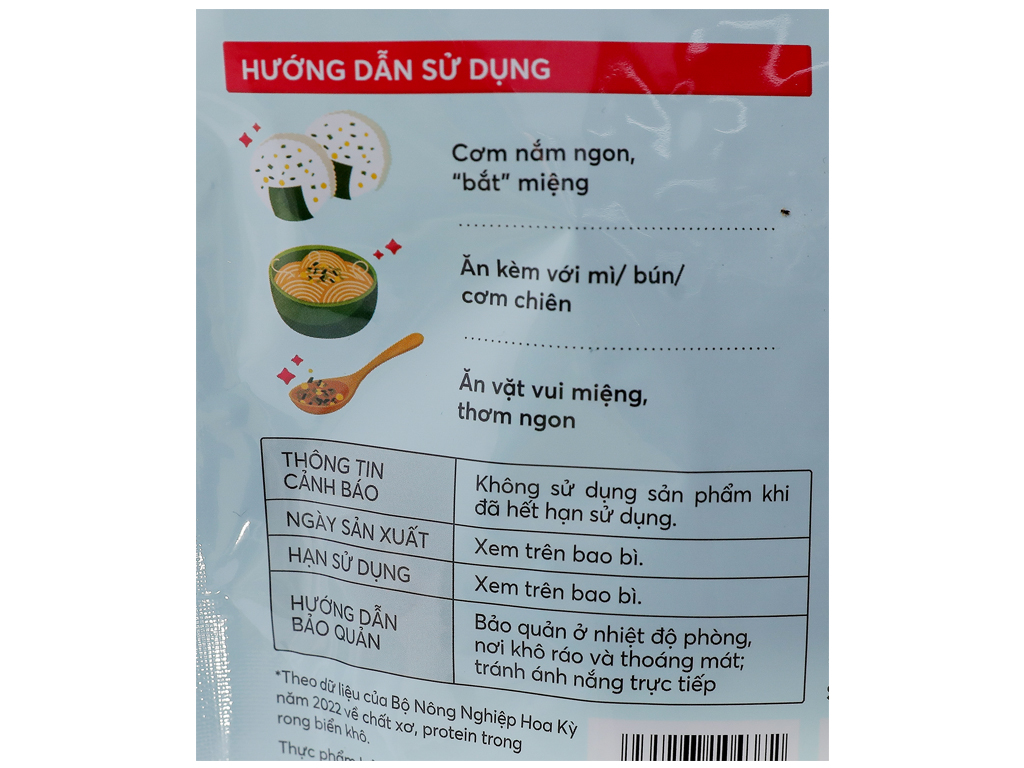 HƯỚNG DẪN SỬ DỤNG
Cơm nắm ngon,
“bắt” miệng
Ăn kèm với mì/ bún/
cơm chiên
Ăn vặt vui miệng,
thơm ngon
THÔNG TIN
CẢNH BÁO
Không sử dụng sản phẩm khi
đã hết hạn sử dụng.
NGÀY SẢN XUẤT
Xem trên bao bì.
HẠN SỬ DỤNG
Xem trên bao bì.
HƯỚNG DẪN
BẢO QUẢN
Bảo quản ở nhiệt độ phòng,
nơi khô ráo và thoáng mát;
tránh ánh nắng trực tiếp
*Theo dữ liệu của Bộ Nông Nghiệp Hoa Kỳ
năm 2022 về chất xơ, protein trong
rong biển khô.
Thực phẩm